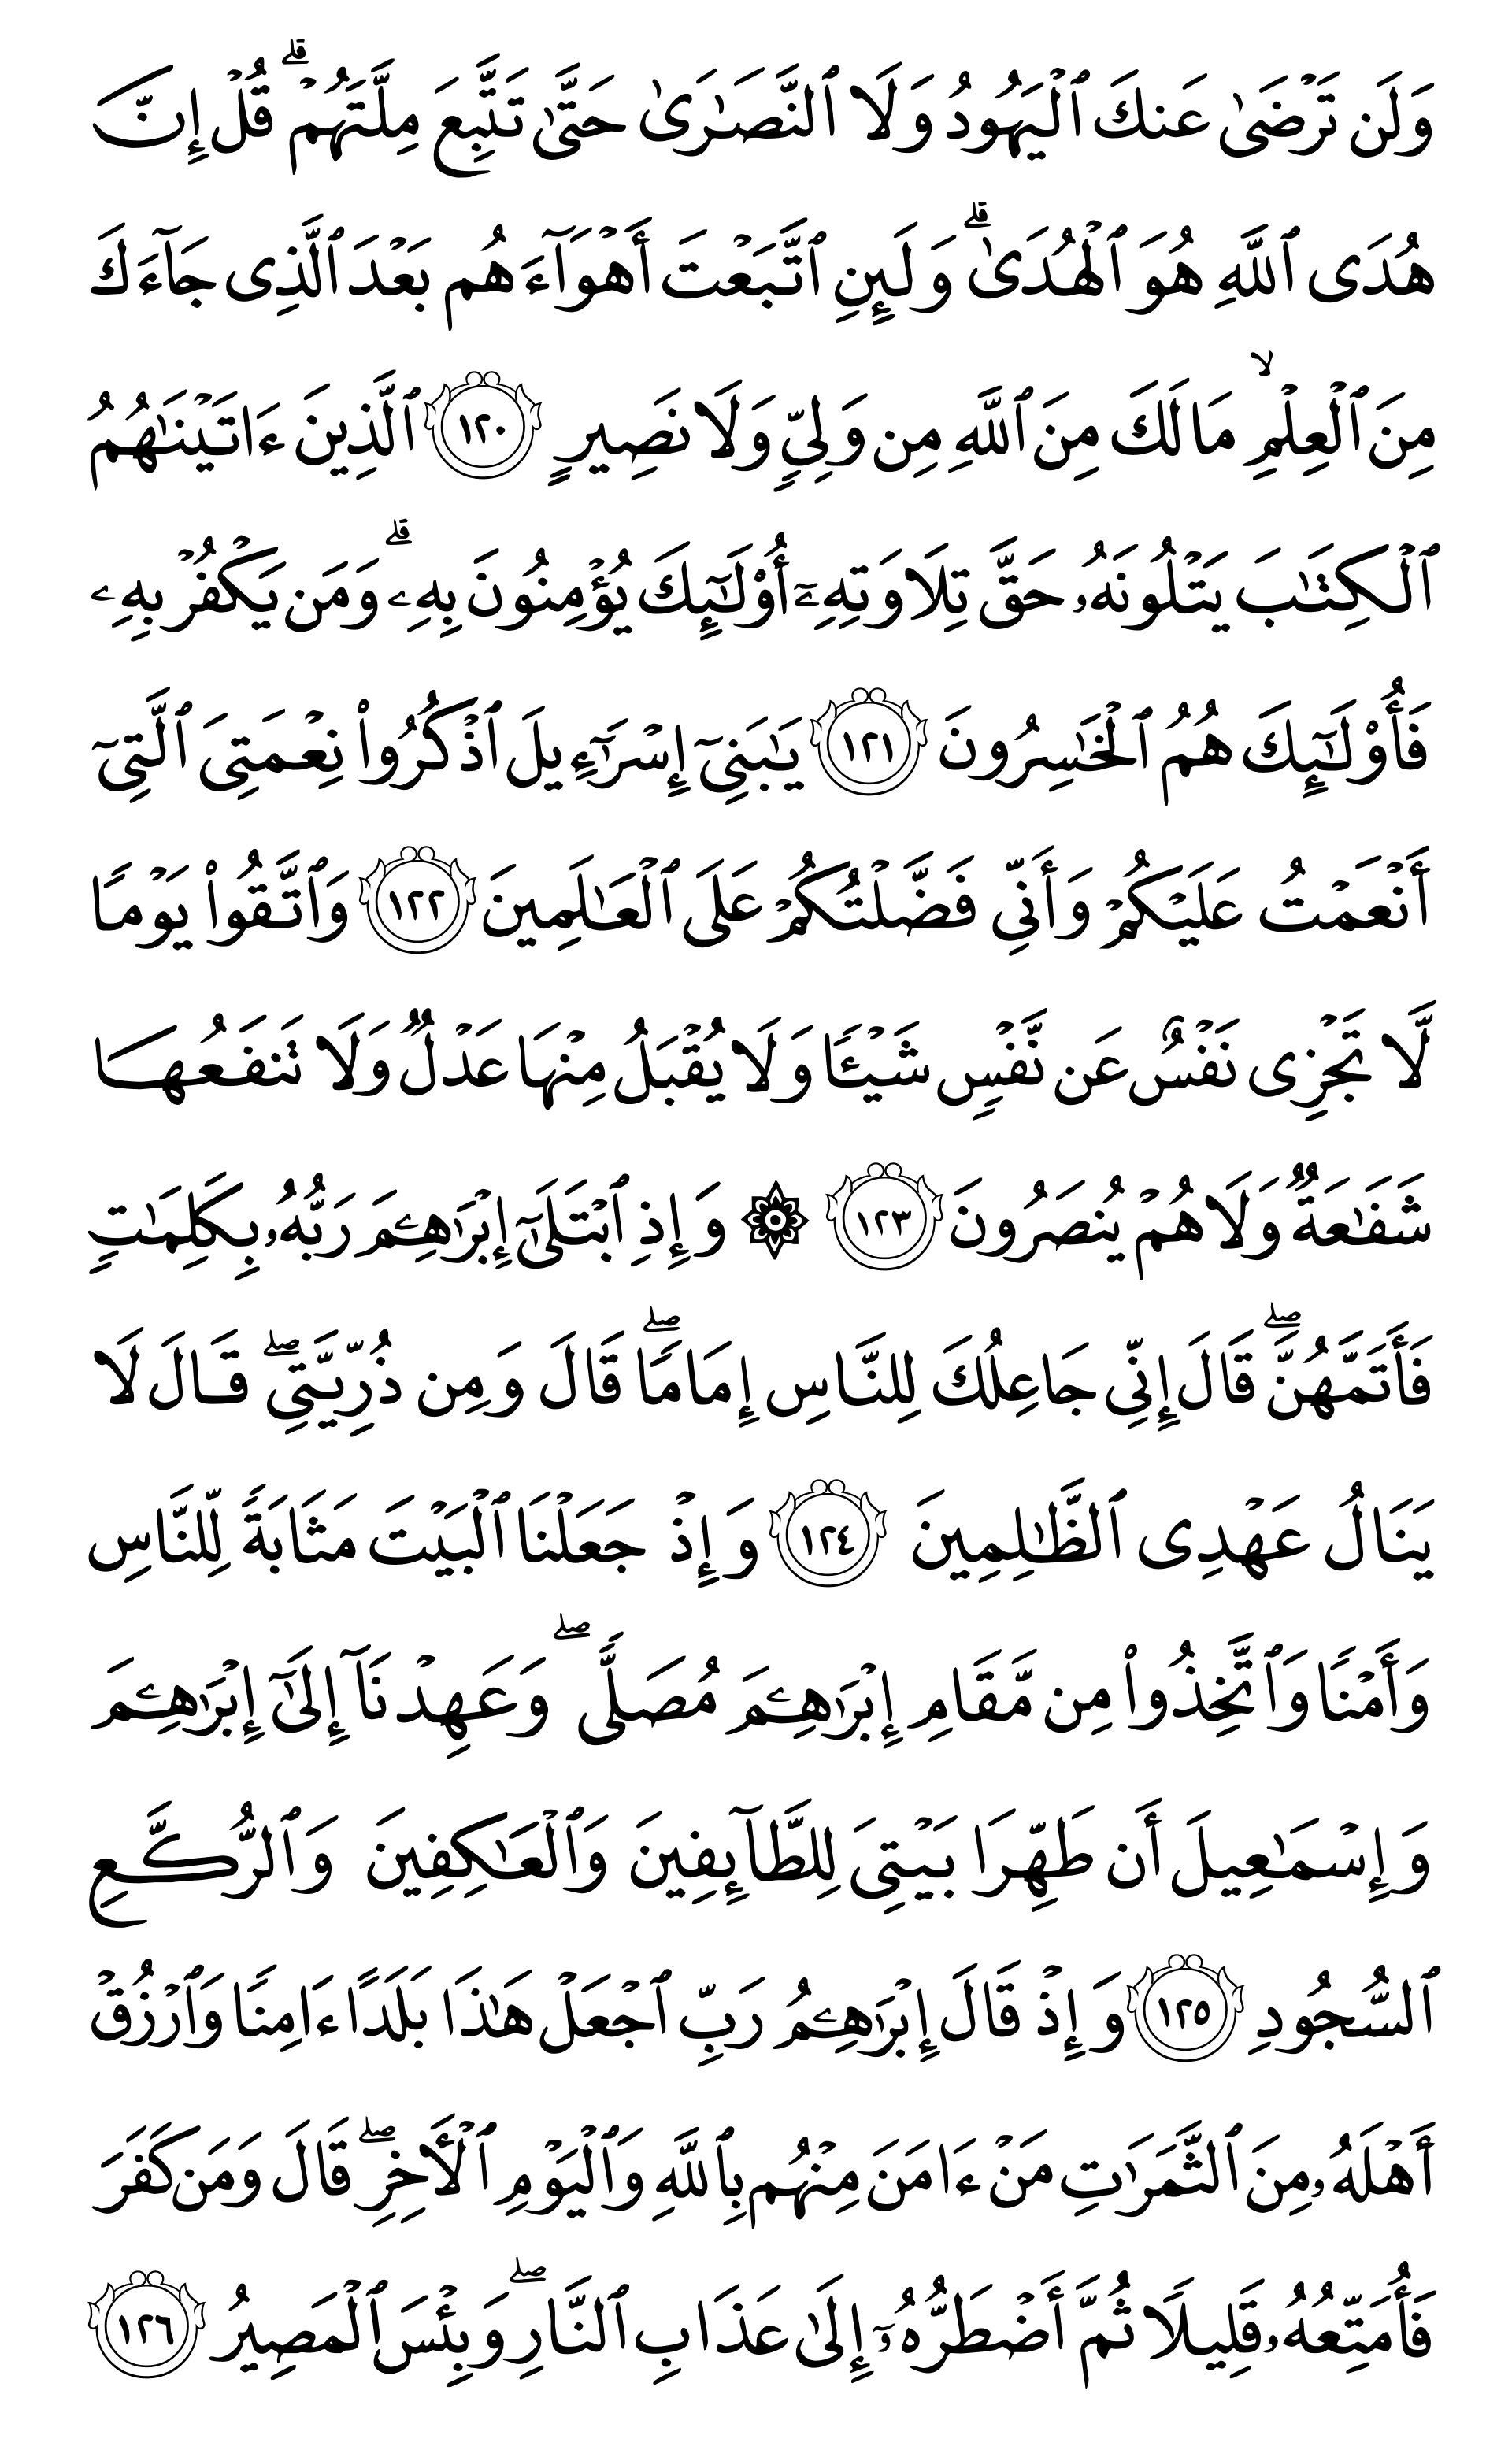 وَلَن تَرْضَىٰ عَنكَ ٱلْيَهُودُ وَلَا ٱلنَّصَـٰرَىٰ حَتَّىٰ تَتَّبِعَ مِلَّتَهُمْ ۗ قُلْ إِنَّ
هُدَى ٱللَّهِ هُوَ ٱلْهُدَىٰ ۗ وَلَئِنِ ٱتَّبَعْتَ أَهْوَآءَهُم بَعْدَ ٱلَّذِى جَآءَكَ
مِنَ ٱلْعِلْمِ ۙ مَا لَكَ مِنَ ٱللَّهِ مِن وَلِىٍّ وَلَا نَصِيرٍ ١٢٠ ٱلَّذِينَ ءَاتَيْنَـٰهُمُ
ٱلْكِتَـٰبَ يَتْلُونَهُۥ حَقَّ تِلَاوَتِهِۦٓ أُو۟لَـٰٓئِكَ يُؤْمِنُونَ بِهِۦ ۗ وَمَن يَكْفُرْ بِهِۦ
فَأُو۟لَـٰٓئِكَ هُمُ ٱلْخَـٰسِرُونَ ١٢١ يَـٰبَنِىٓ إِسْرَٰٓءِيلَ ٱذْكُرُوا۟ نِعْمَتِىَ ٱلَّتِىٓ
أَنْعَمْتُ عَلَيْكُمْ وَأَنِّى فَضَّلْتُكُمْ عَلَى ٱلْعَـٰلَمِينَ ١٢٢ وَٱتَّقُوا۟ يَوْمًا
لَّا تَجْزِى نَفْسٌ عَن نَّفْسٍ شَيْـًٔا وَلَا يُقْبَلُ مِنْهَا عَدْلٌ وَلَا تَنفَعُهَا
شَفَـٰعَةٌ وَلَا هُمْ يُنصَرُونَ ١٢٣ ۞ وَإِذِ ٱبْتَلَىٰٓ إِبْرَٰهِـۧمَ رَبُّهُۥ بِكَلِمَـٰتٍ
فَأَتَمَّهُنَّ ۖ قَالَ إِنِّى جَاعِلُكَ لِلنَّاسِ إِمَامًا ۖ قَالَ وَمِن ذُرِّيَّتِى ۖ قَالَ لَا
يَنَالُ عَهْدِى ٱلظَّـٰلِمِينَ ١٢٤ وَإِذْ جَعَلْنَا ٱلْبَيْتَ مَثَابَةً لِّلنَّاسِ
وَأَمْنًا وَٱتَّخِذُوا۟ مِن مَّقَامِ إِبْرَٰهِـۧمَ مُصَلًّى ۖ وَعَهِدْنَآ إِلَىٰٓ إِبْرَٰهِـۧمَ
وَإِسْمَـٰعِيلَ أَن طَهِّرَا بَيْتِىَ لِلطَّآئِفِينَ وَٱلْعَـٰكِفِينَ وَٱلرُّكَّعِ
ٱلسُّجُودِ ١٢٥ وَإِذْ قَالَ إِبْرَٰهِـۧمُ رَبِّ ٱجْعَلْ هَـٰذَا بَلَدًا ءَامِنًا وَٱرْزُقْ
أَهْلَهُۥ مِنَ ٱلثَّمَرَٰتِ مَنْ ءَامَنَ مِنْهُم بِٱللَّهِ وَٱلْيَوْمِ ٱلْـَٔاخِرِ ۖ قَالَ وَمَن كَفَرَ
فَأُمَتِّعُهُۥ قَلِيلًا ثُمَّ أَضْطَرُّهُۥٓ إِلَىٰ عَذَابِ ٱلنَّارِ ۖ وَبِئْسَ ٱلْمَصِيرُ ١٢٦